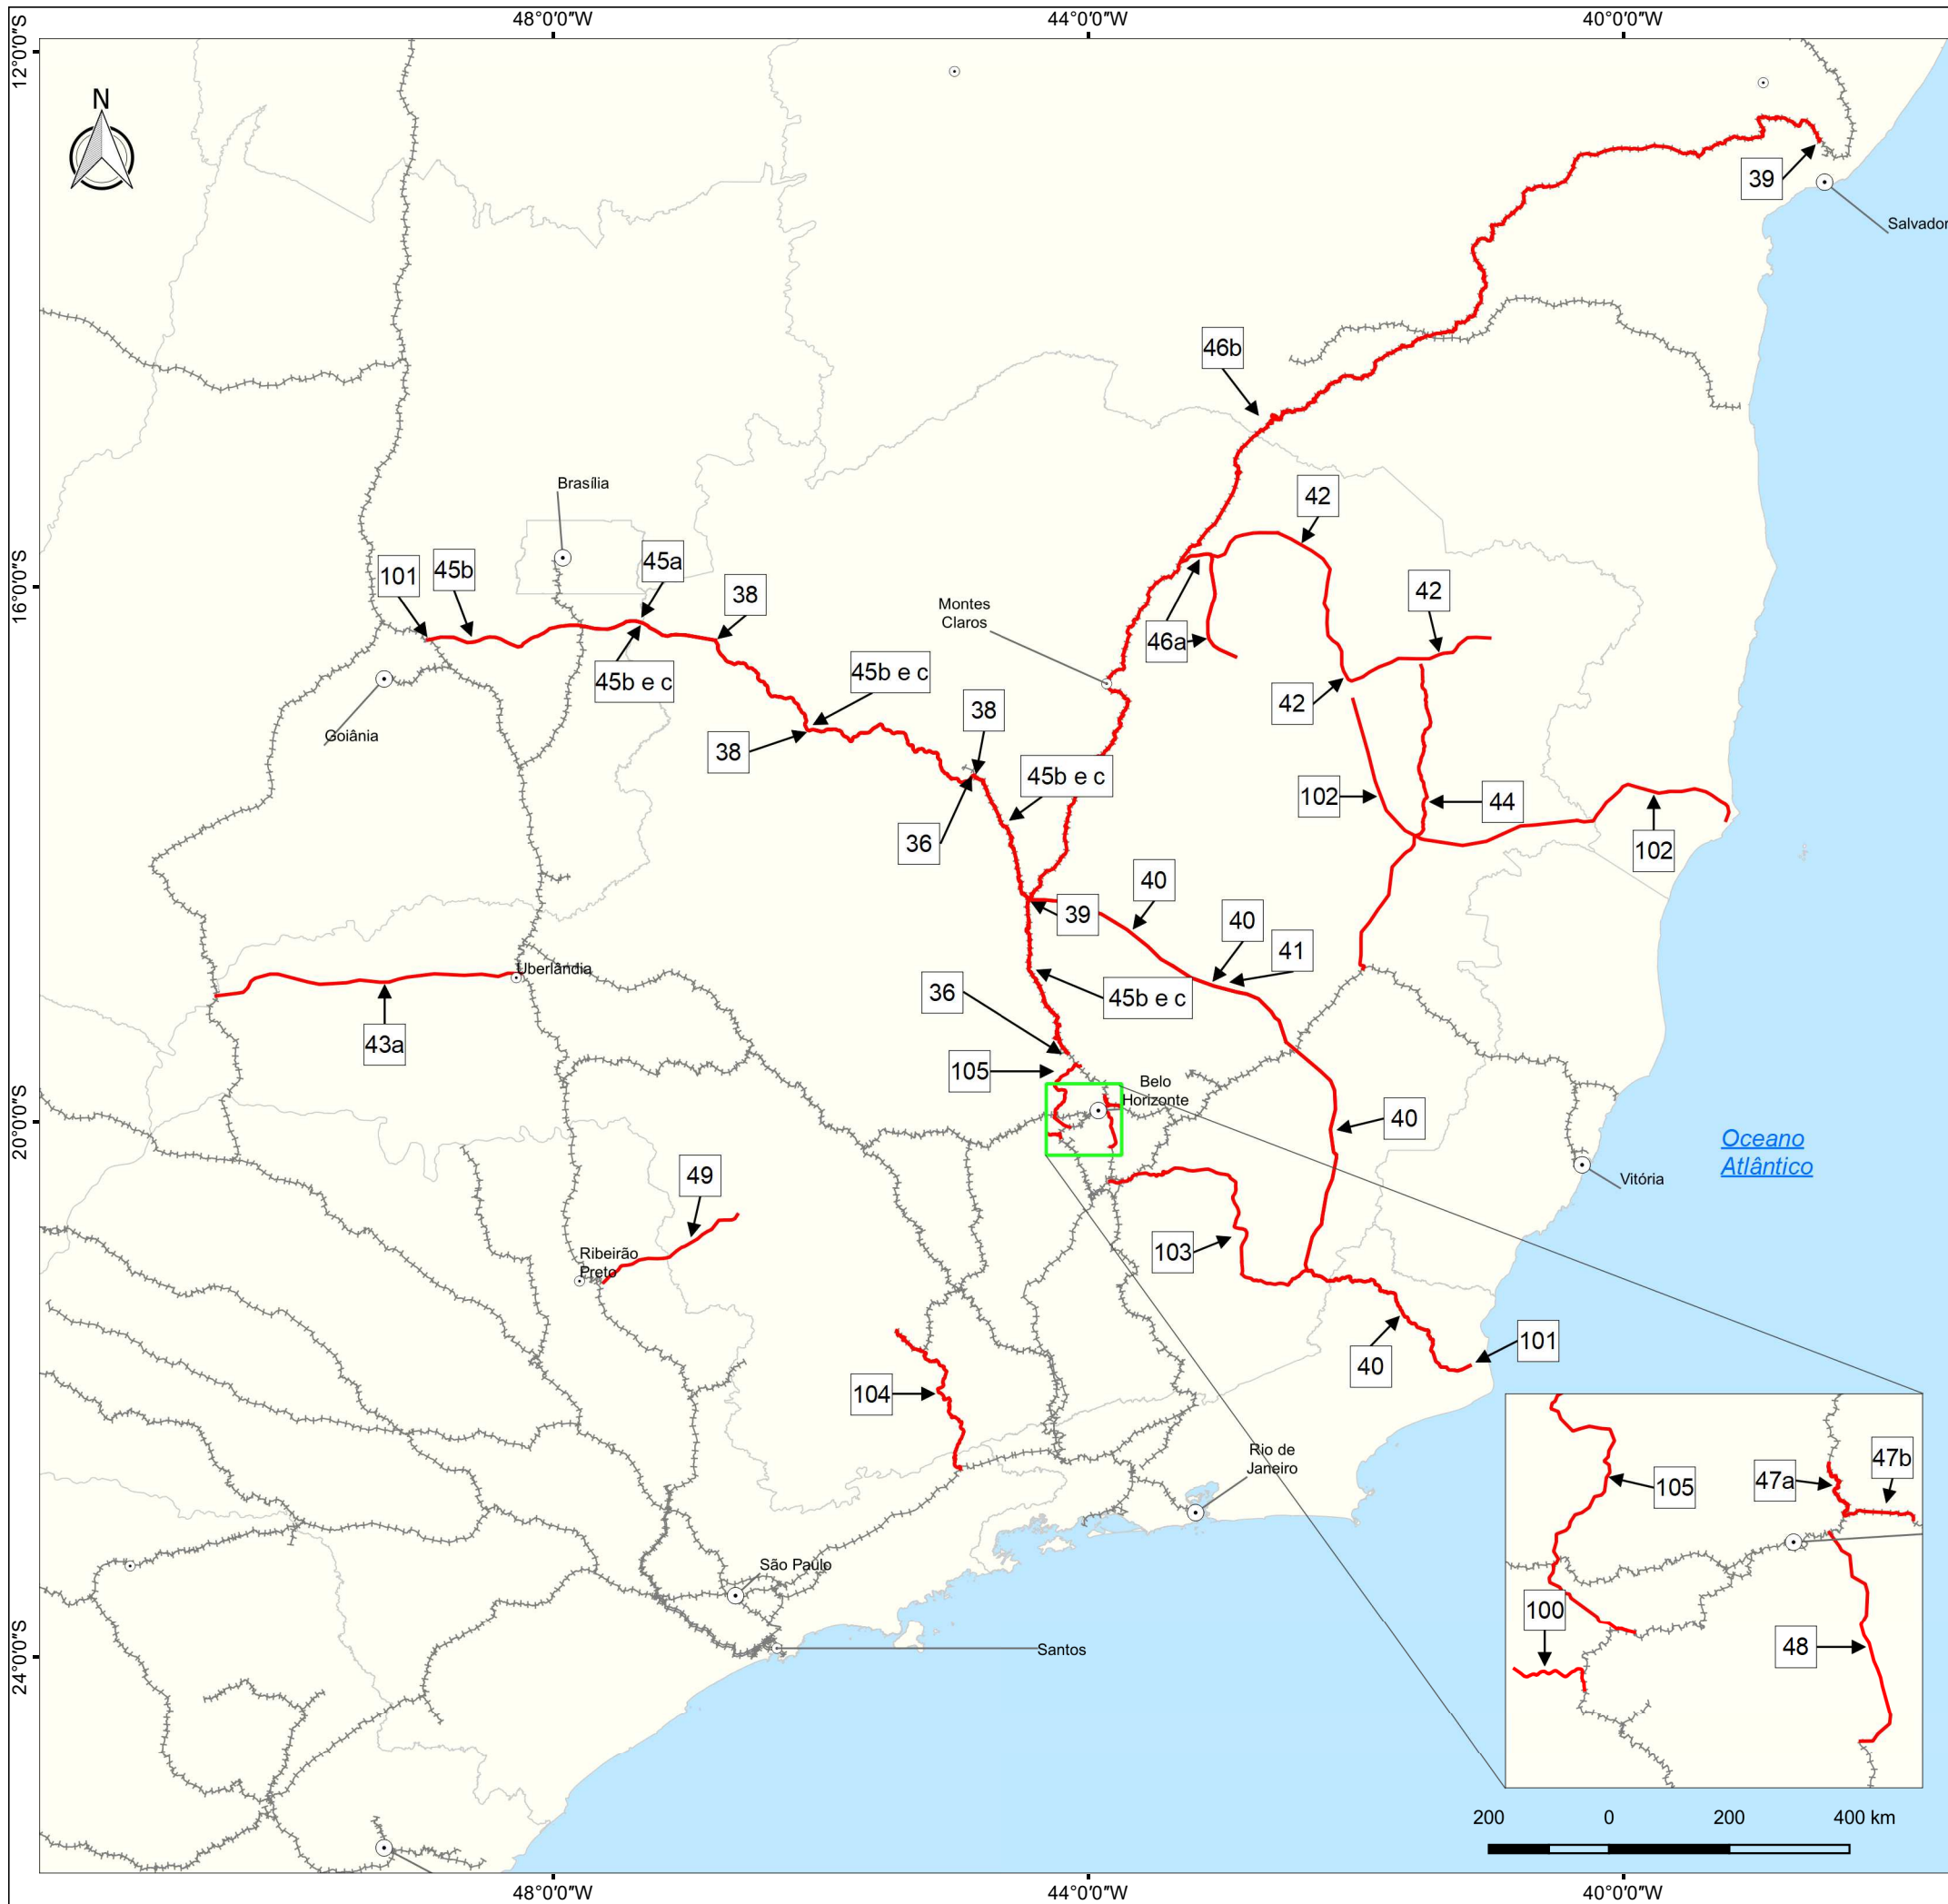 48°0'0"W
44°0'0"W
40°0'0"W
12°0'0"S
N
39
Salvador
46b
Brasília
42
45a
101
45b
38
16°0'0"S
42
Montes
Claros
46a
45b e c
45b e c
42
38
Goiânia
38
45b e c
102
44
36
102
40
39
40
41
Uberlândia
36
45b e c
43a
105
Belo
Horizonte
40
20°0'0"S
Oceano
Atlântico
49
Vitória
103
Ribeirão
Preto
101
40
104
Rio de
Janeiro
47b
47a
105
São Paulo
100
48
Santos
24°0'0"S
200
0
200
400 km
48°0'0"W
44°0'0"W
40°0'0"W